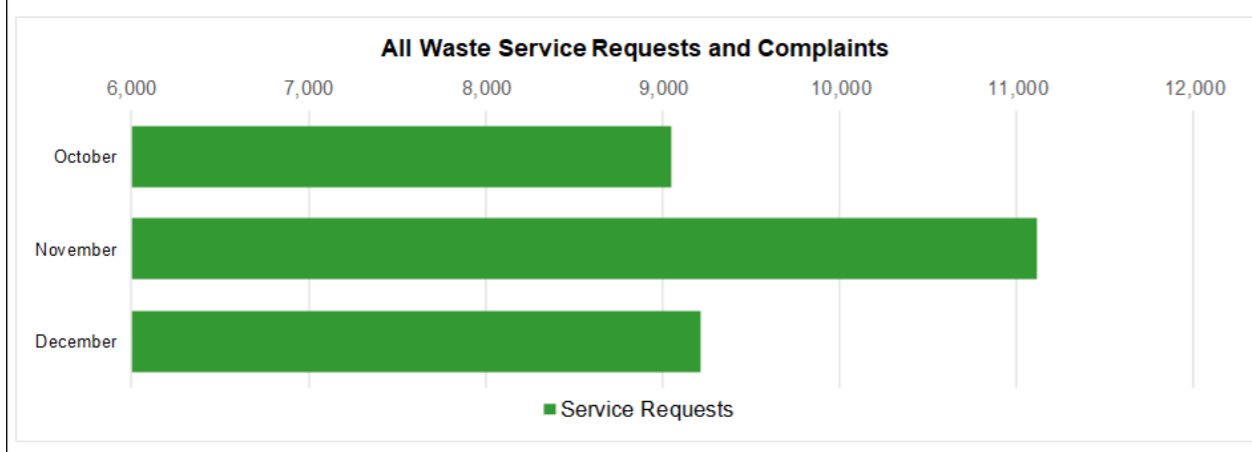 All Waste Service Requests and Complaints
6,000 7,000 8,000 9,000 10,000 11,000 12,000
October
November
December
Service Requests